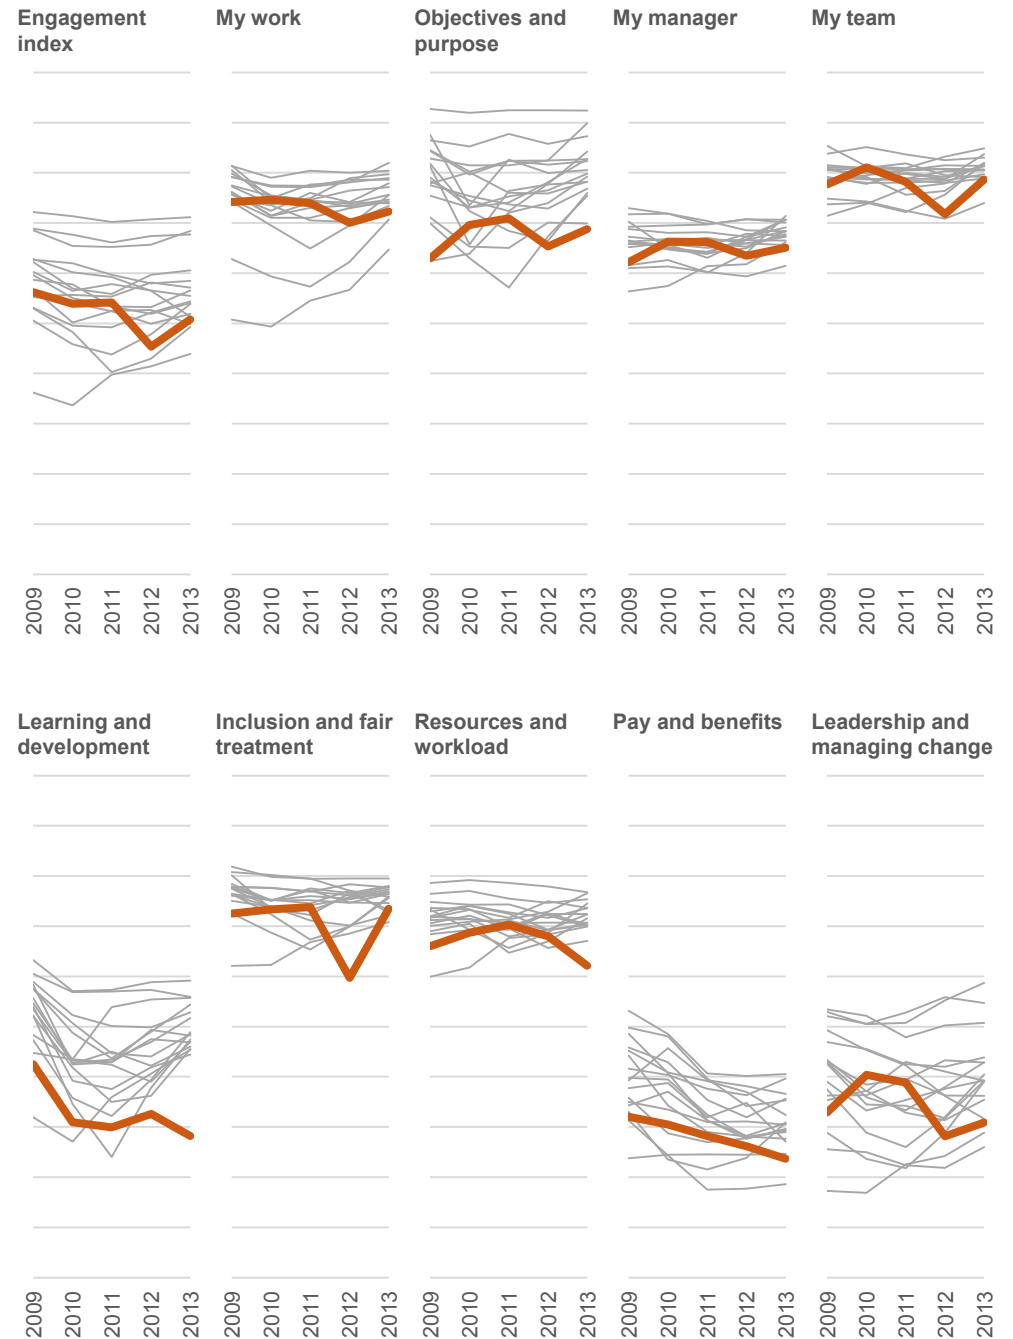 Engagement
index
My work
Objectives and
purpose
My manager
My team
2009 2010 2011 2012 2013
2009 2010 2011 2012 2013
2009 2010 2011 2012 2013
2009 2010 2011 2012 2013
2009 2010 2011 2012 2013
Learning and
development
Inclusion and fair
treatment
Resources and
workload
Pay and benefits
Leadership and
managing change
2009 2010 2011 2012 2013
2009 2010 2011 2012 2013
2009 2010 2011 2012 2013
2009 2010 2011 2012 2013
2009 2010 2011 2012 2013